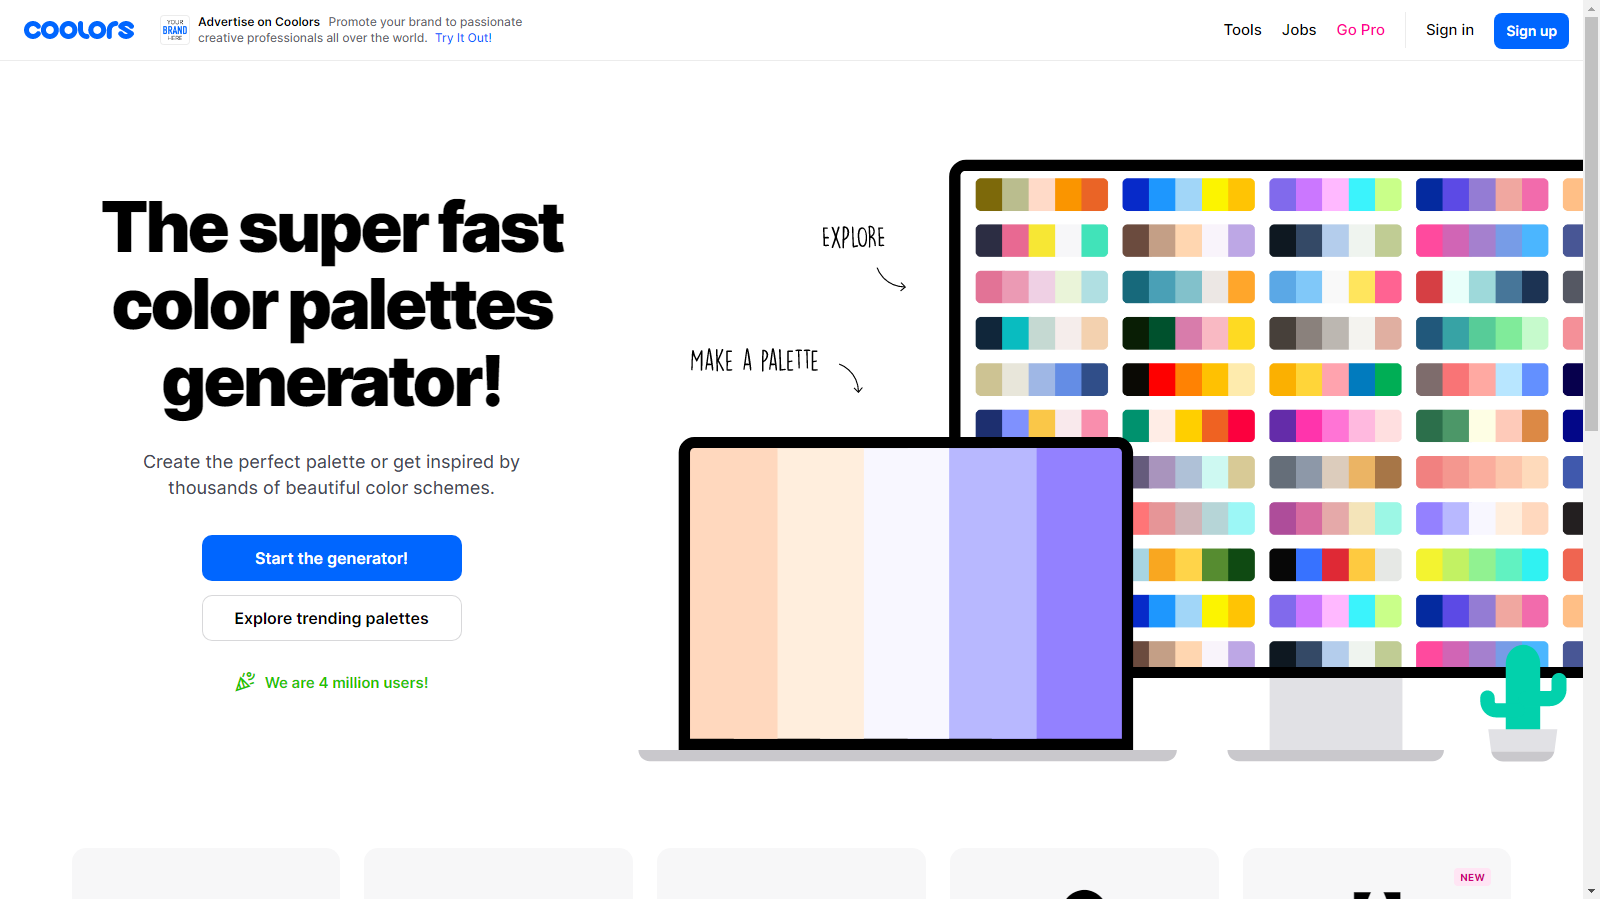 coolors
YOUR
BRAND
HERE
Advertise on Coolors Promote your brand to passionate
creative professionals all over the world. Try It Out!
Tools Jobs Go Pro Sign in Sign up
The super fast
color palettes
generator!
Create the perfect palette or get inspired by
thousands of beautiful color schemes.
Start the generator!
Explore trending palettes
We are 4 million users!
EXPLORE
MAKE A PALETTE
NEW